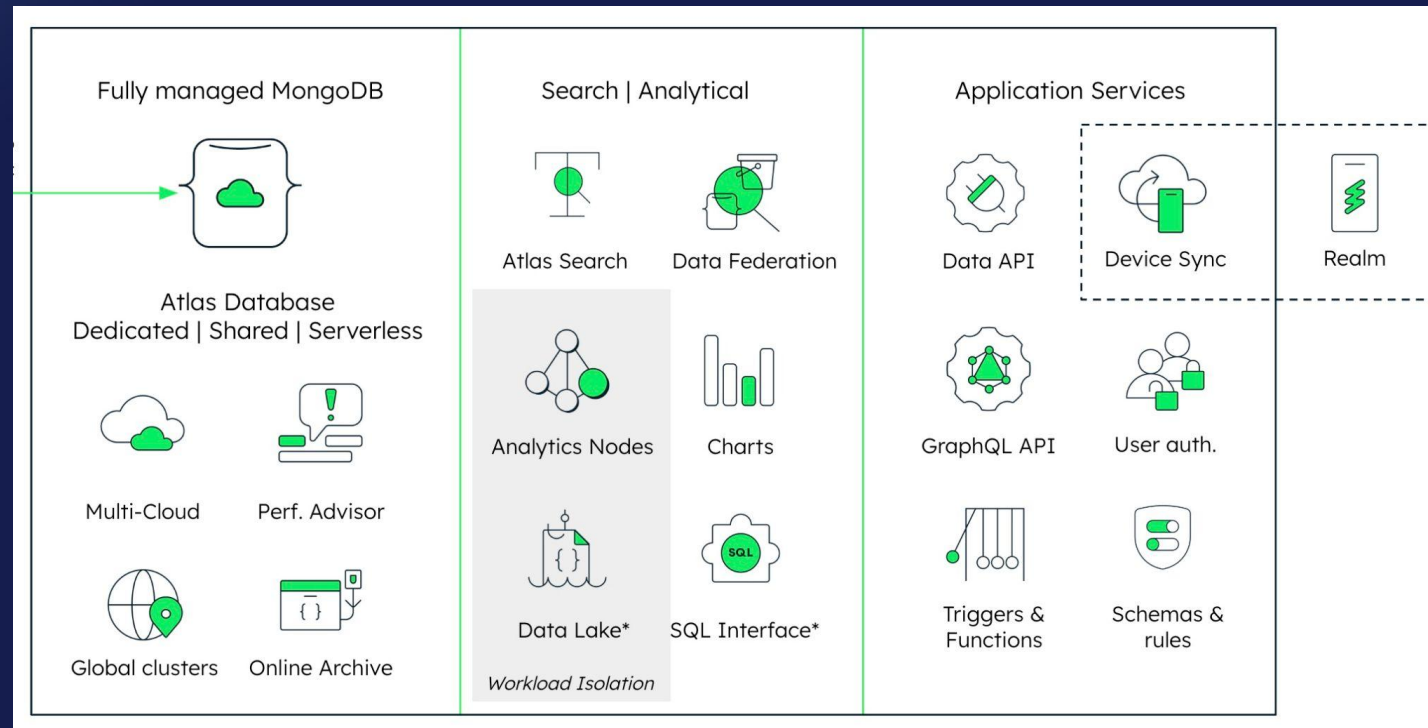 Fully managed MongoDB
Atlas Database
Dedicated | Shared | Serverless
Multi-Cloud
Perf. Advisor
Global clusters
Online Archive
Search | Analytical
Atlas Search
Data Federation
Analytics Nodes
Charts
SQL
Data Lake*
SQL Interface*
Workload Isolation
Application Services
Data API
Device Sync
Realm
GraphQL API
User auth.
Triggers &
Functions
Schemas &
rules